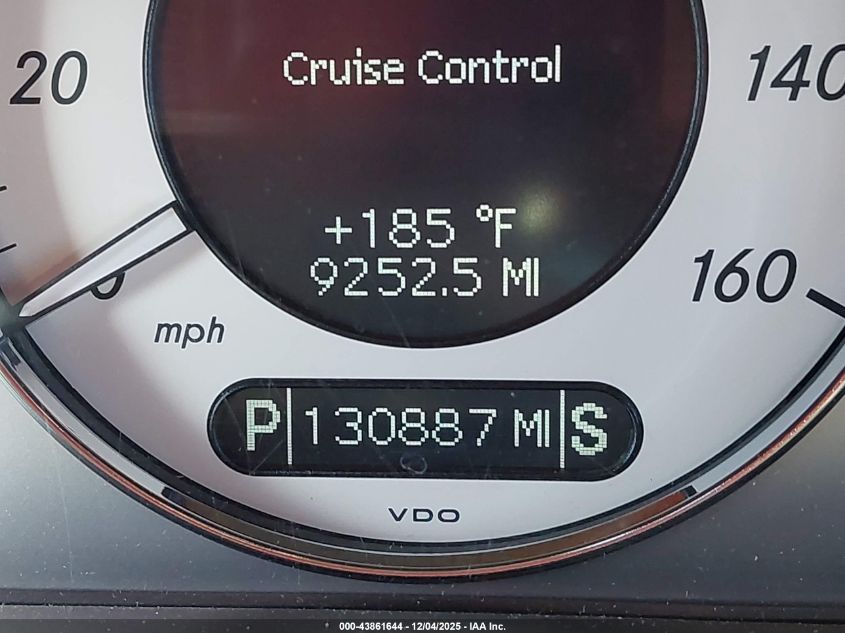 Cruise Control
20
140
+185 °F
9252.5 MI
0
160
mph
P 130887 MI S
VDO
000-43861644 - 12/04/2025 - IAA Inc.